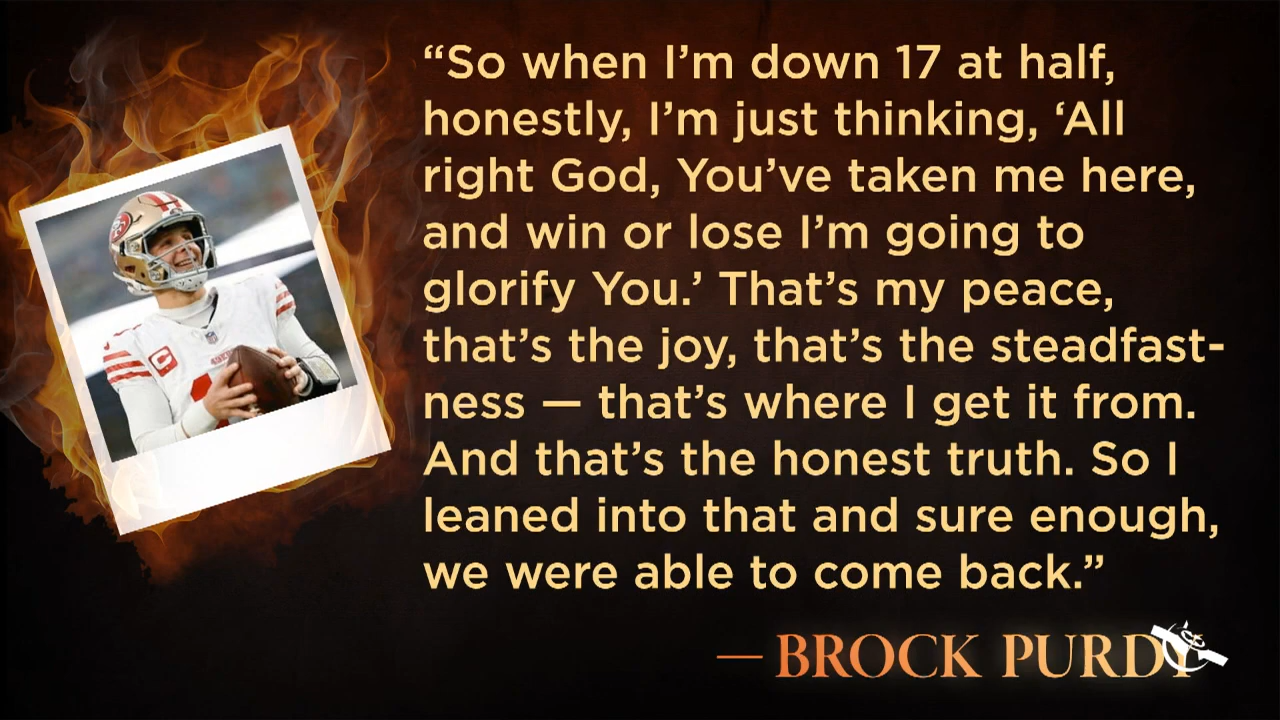 “So when I’m down 17 at half,
honestly, I’m just thinking, ‘All
right God, You’ve taken me here,
and win or lose I’m going to
glorify You.’ That’s my peace,
that’s the joy, that’s the steadfast-
ness — that’s where I get it from.
And that’s the honest truth. So I
leaned into that and sure enough,
we were able to come back.”
— BROCK PURDY